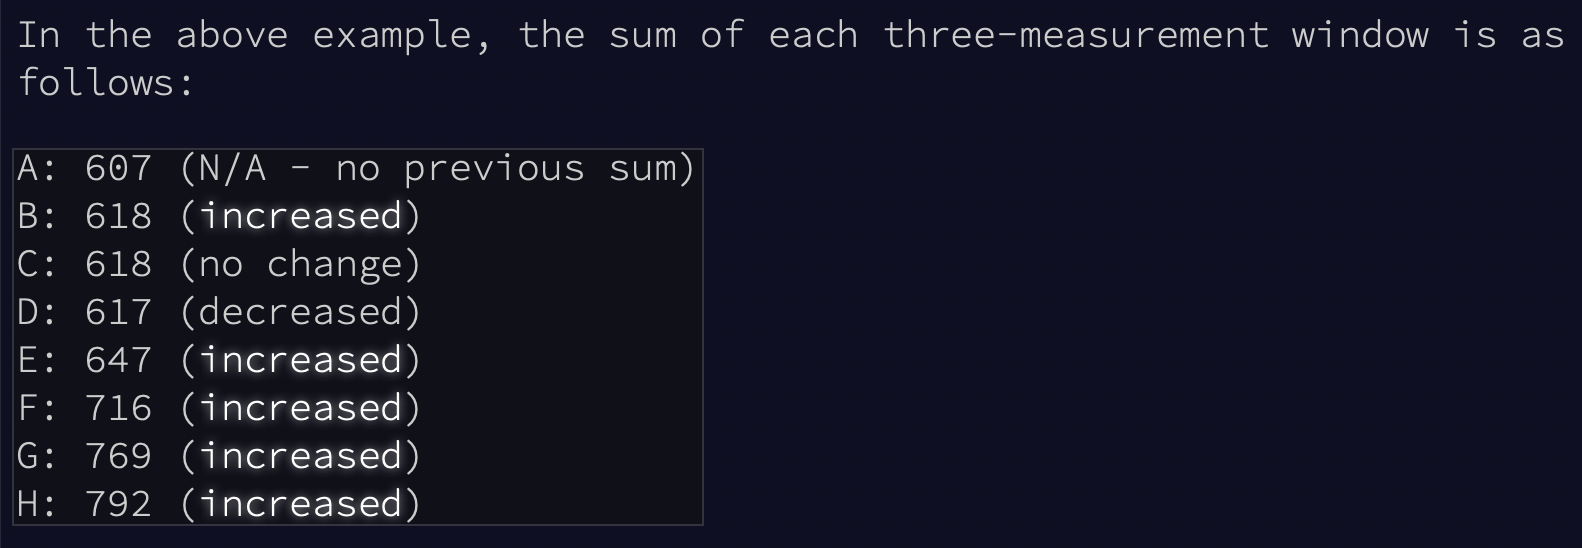 In the above example, the sum of each three-measurement window is as
follows:
A: 607 (N/A - no previous sum)
B: 618 (increased)
C: 618 (no change)
D: 617 (decreased)
E: 647 (increased)
F: 716 (increased)
G: 769 (increased)
H: 792 (increased)